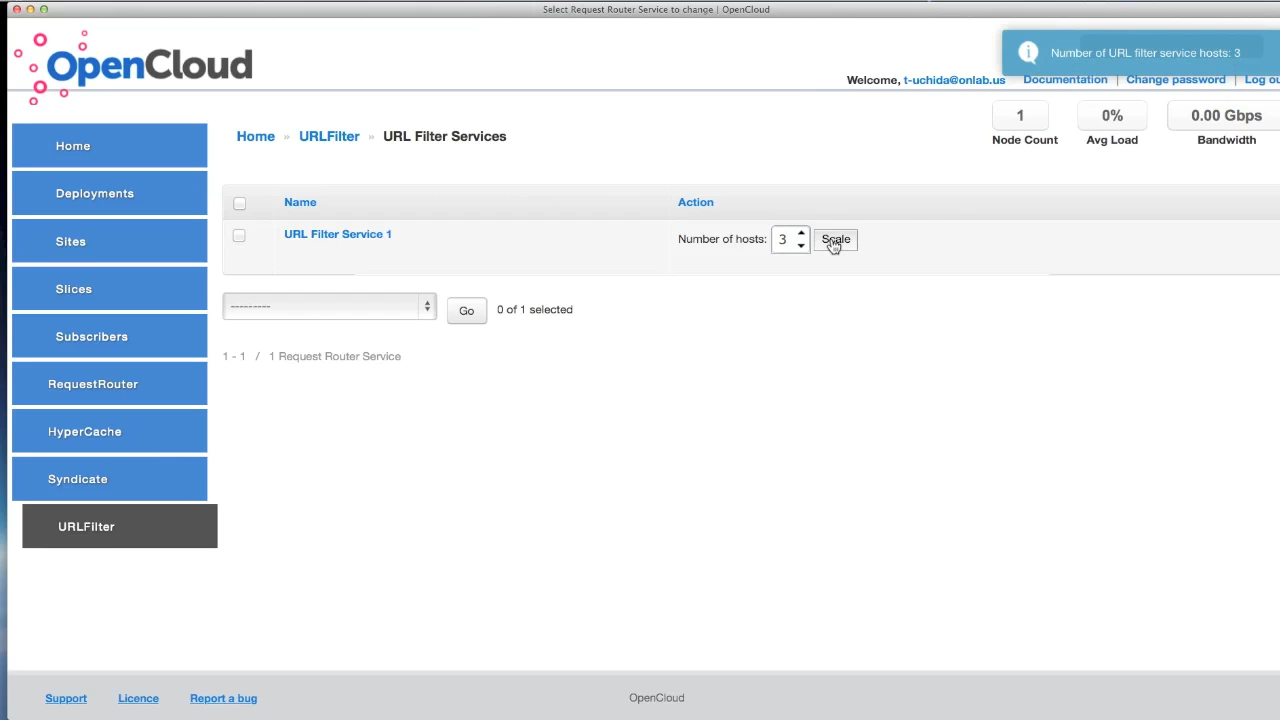 Select Request Router Service to change | OpenCloud
OpenCloud
Number of URL filter service hosts: 3
Welcome, t-uchida@onlab.us Documentation | Change password | Log ou
1 0% 0.00 Gbps
Node Count Avg Load Bandwidth
Home » URLFilter » URL Filter Services
Home
Deployments
Sites
Slices
Subscribers
RequestRouter
HyperCache
Syndicate
URLFilter
Name Action
URL Filter Service 1 Number of hosts: 3 Scale
--------- Go 0 of 1 selected
1 - 1 / 1 Request Router Service
Support Licence Report a bug OpenCloud